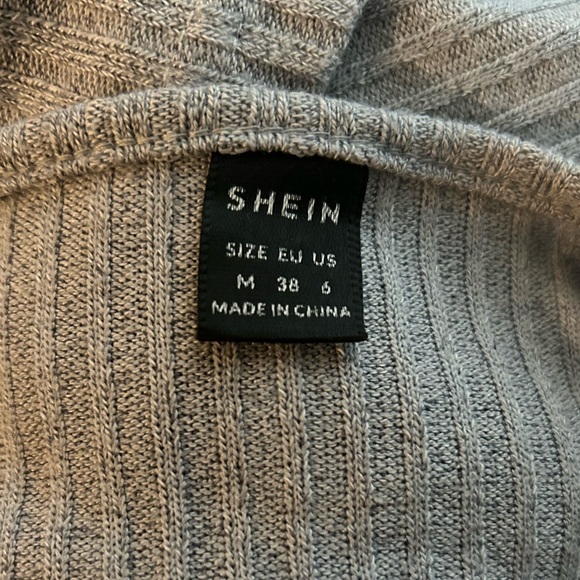 SHEIN
SIZE EU US
M 38 6
MADE IN CHINA